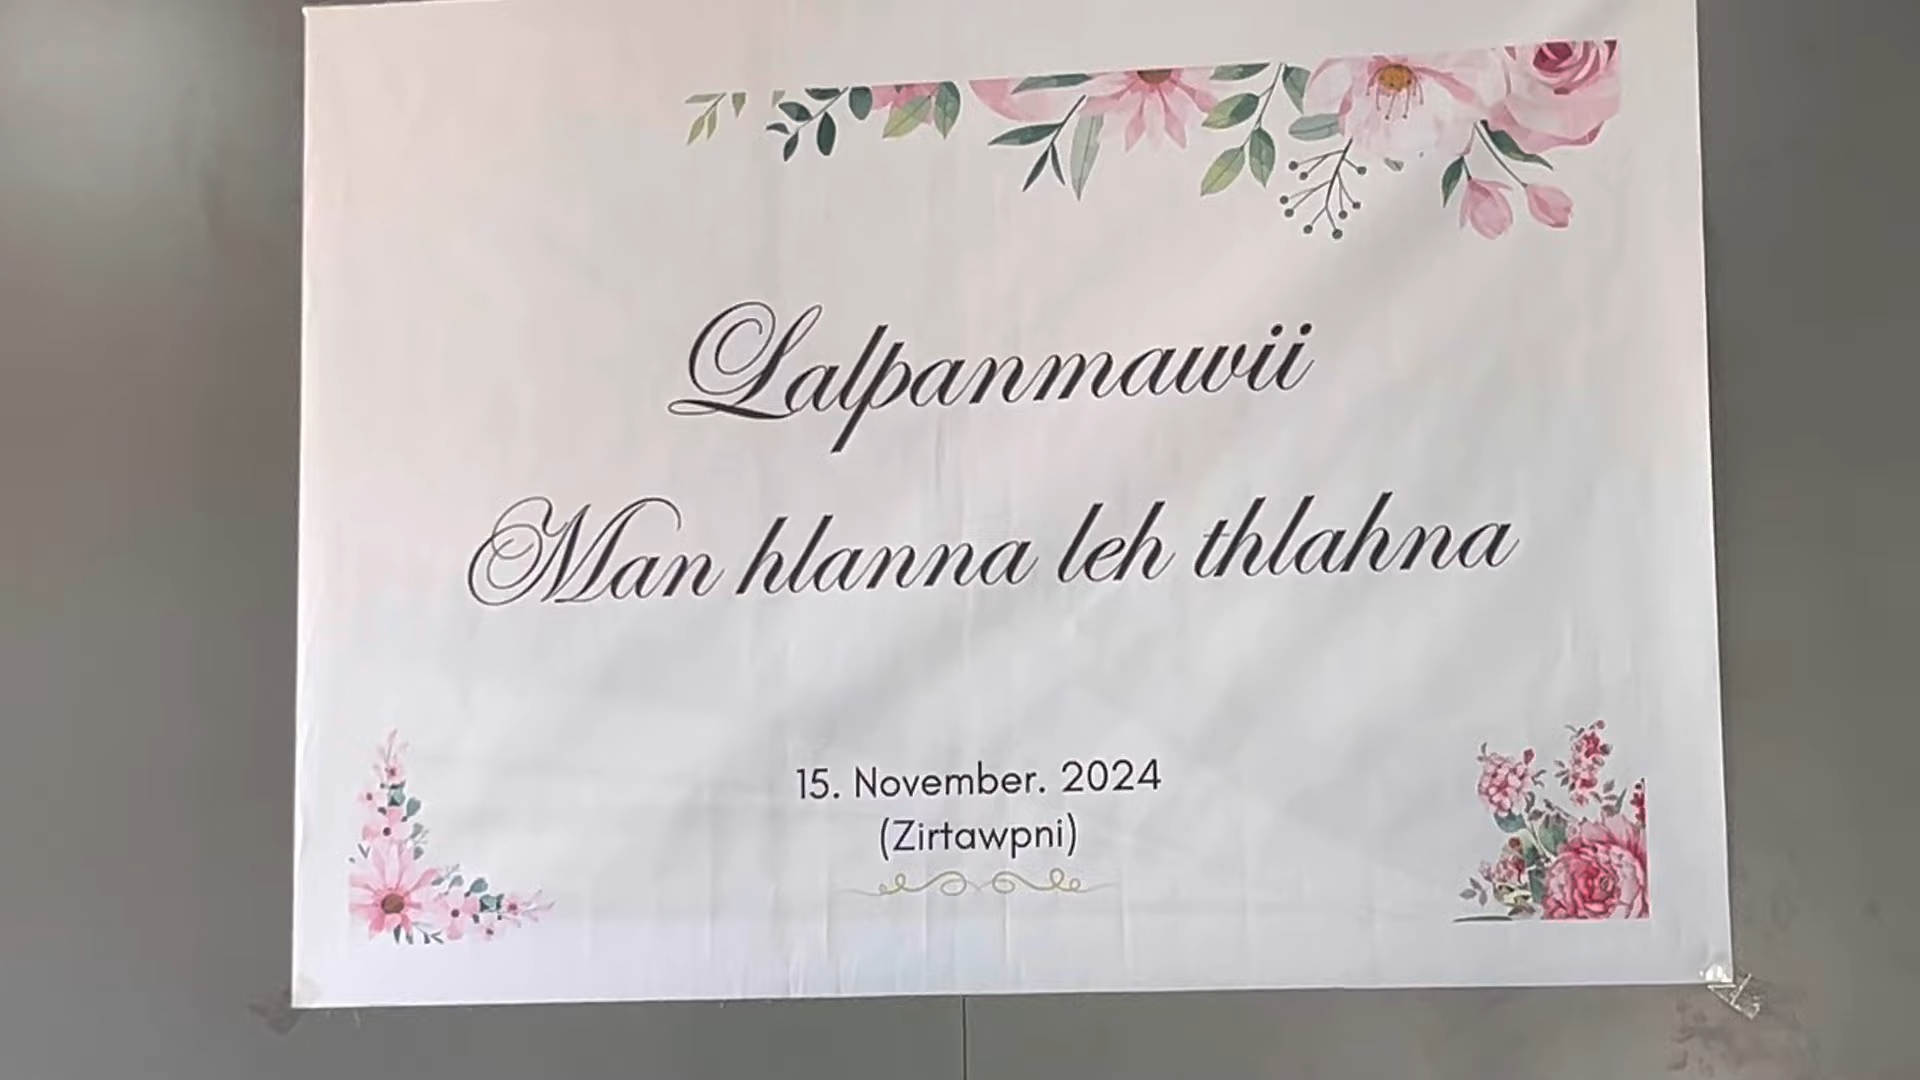 Lalpanmawii
Man hlanna leh thlahna
15. November. 2024
(Zirtawpni)